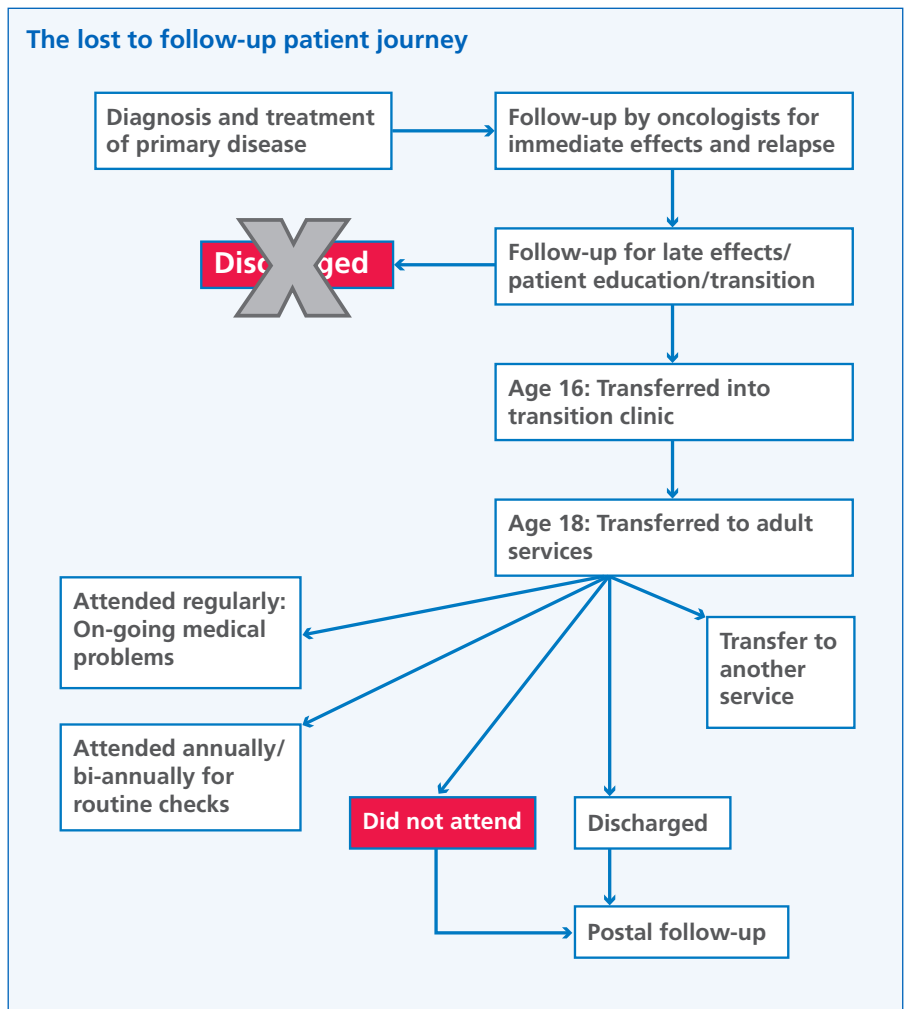 The lost to follow-up patient journey
Diagnosis and treatment
of primary disease
Follow-up by oncologists for
immediate effects and relapse
Follow-up for late effects/
patient education/transition
Age 16: Transferred into
transition clinic
Age 18: Transferred to adult
services
Attended regularly:
On-going medical
problems
Transfer to
another
service
Attended annually/
bi-annually for
routine checks
Did not attend
Discharged
Postal follow-up